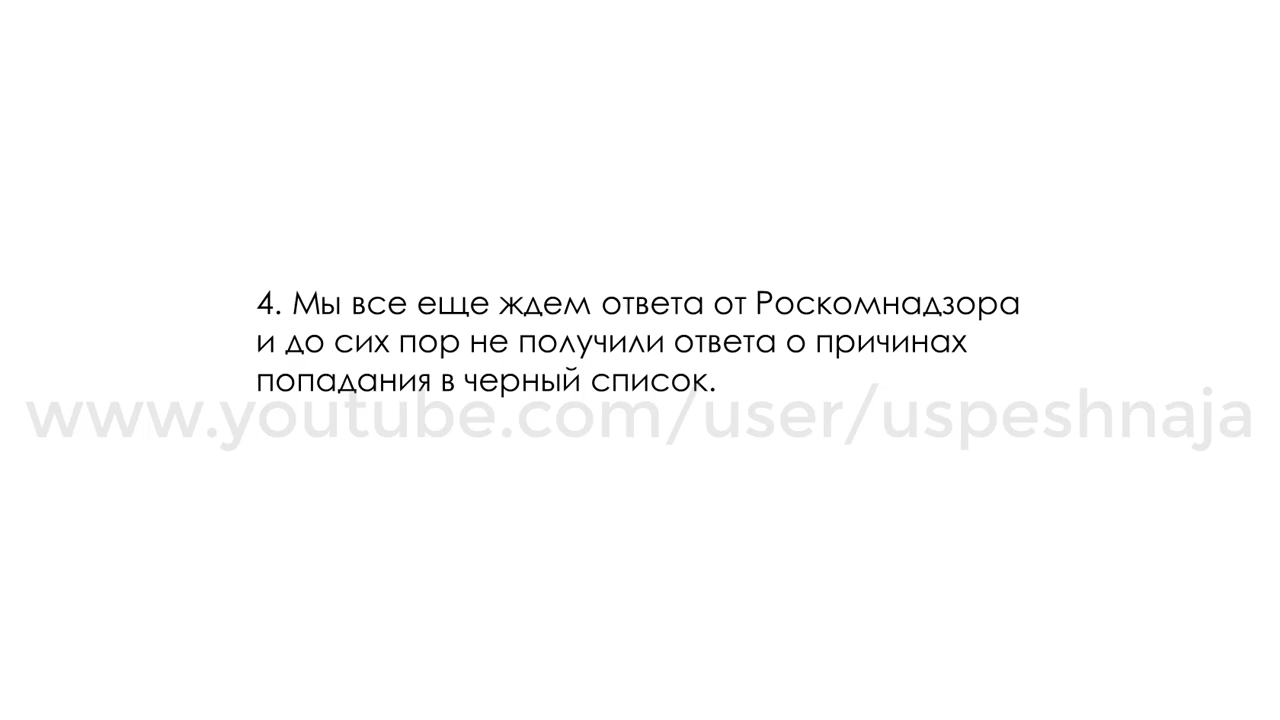 4. Мы все еще ждем ответа от Роскомнадзора
и до сих пор не получили ответа о причинах
попадания в черный список.
www.youtube.com/user/uspeshnaja